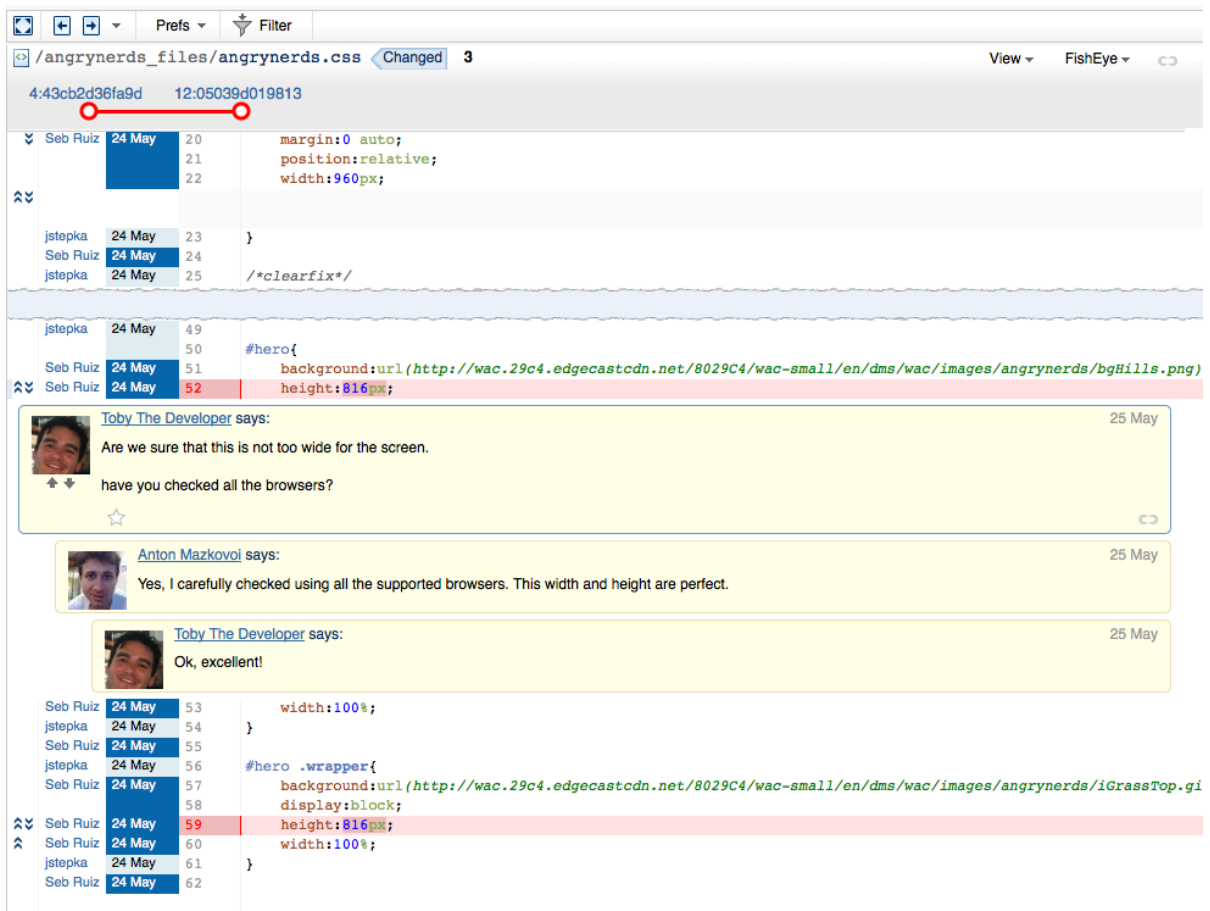 Prefs Filter
/angrynerds_files/angrynerds.css Changed 3 View FishEye
4:43cb2d36fa9d 12:05039d019813
Seb Ruiz 24 May 20 margin:0 auto;
21 position:relative;
22 width:960px;
jstepka 24 May 23 }
Seb Ruiz 24 May 24
jstepka 24 May 25 /*clearfix*/
jstepka 24 May 49
50 #hero{
Seb Ruiz 24 May 51 background:url(http://wac.29c4.edgecastcdn.net/8029C4/wac-small/en/dms/wac/images/angrynerds/bgHills.png)
Seb Ruiz 24 May 52 height:816px;
Toby The Developer says: 25 May
Are we sure that this is not too wide for the screen.
have you checked all the browsers?
Anton Mazkovoi says: 25 May
Yes, I carefully checked using all the supported browsers. This width and height are perfect.
Toby The Developer says: 25 May
Ok, excellent!
Seb Ruiz 24 May 53 width:100%;
jstepka 24 May 54 }
Seb Ruiz 24 May 55
jstepka 24 May 56 #hero .wrapper{
Seb Ruiz 24 May 57 background:url(http://wac.29c4.edgecastcdn.net/8029C4/wac-small/en/dms/wac/images/angrynerds/iGrassTop.gi
58 display:block;
Seb Ruiz 24 May 59 height:816px;
Seb Ruiz 24 May 60 width:100%;
jstepka 24 May 61 }
Seb Ruiz 24 May 62